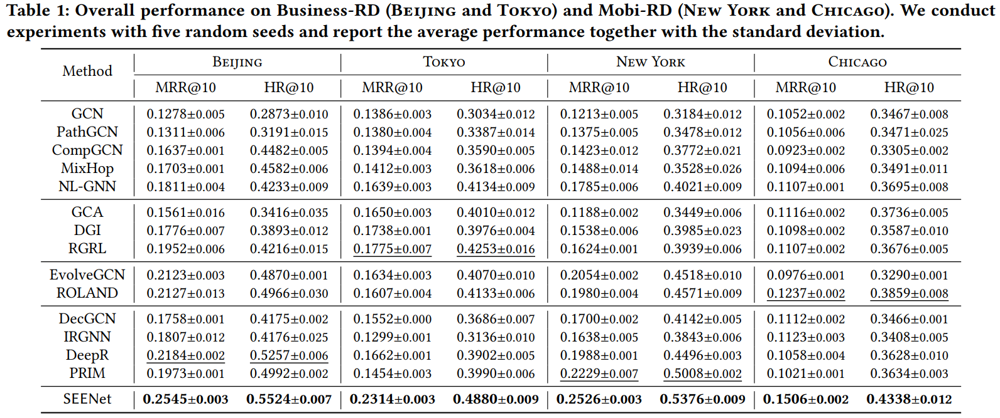 Table 1: Overall performance on Business-RD (Beijing and Tokyo) and Mobi-RD (New York and Chicago). We conduct
experiments with five random seeds and report the average performance together with the standard deviation.
Method Beijing Tokyo New York Chicago
MRR@10 HR@10 MRR@10 HR@10 MRR@10 HR@10 MRR@10 HR@10
GCN 0.1278±0.005 0.2873±0.010 0.1386±0.003 0.3034±0.012 0.1213±0.005 0.3184±0.012 0.1052±0.002 0.3467±0.008
PathGCN 0.1311±0.006 0.3191±0.015 0.1380±0.004 0.3387±0.014 0.1375±0.005 0.3478±0.012 0.1056±0.006 0.3471±0.025
CompGCN 0.1637±0.001 0.4482±0.005 0.1394±0.004 0.3590±0.005 0.1423±0.012 0.3772±0.021 0.0923±0.002 0.3305±0.002
MixHop 0.1703±0.001 0.4582±0.006 0.1412±0.003 0.3618±0.006 0.1488±0.014 0.3528±0.026 0.1094±0.006 0.3491±0.011
NL-GNN 0.1811±0.004 0.4233±0.009 0.1639±0.003 0.4134±0.009 0.1785±0.006 0.4021±0.009 0.1107±0.001 0.3695±0.008
GCA 0.1561±0.016 0.3416±0.035 0.1650±0.003 0.4010±0.012 0.1188±0.002 0.3449±0.006 0.1116±0.002 0.3736±0.005
DGI 0.1776±0.007 0.3893±0.012 0.1738±0.001 0.3976±0.004 0.1538±0.006 0.3985±0.023 0.1098±0.002 0.3587±0.010
RGRL 0.1952±0.006 0.4216±0.015 0.1775±0.007 0.4253±0.016 0.1624±0.001 0.3939±0.006 0.1107±0.002 0.3676±0.005
EvolveGCN 0.2123±0.003 0.4870±0.001 0.1634±0.003 0.4070±0.010 0.2054±0.002 0.4518±0.010 0.0976±0.001 0.3290±0.001
ROLAND 0.2127±0.013 0.4966±0.030 0.1607±0.004 0.4133±0.006 0.1980±0.004 0.4571±0.009 0.1237±0.002 0.3859±0.008
DecGCN 0.1758±0.001 0.4175±0.002 0.1552±0.000 0.3686±0.007 0.1700±0.002 0.4142±0.005 0.1112±0.002 0.3466±0.001
IRGNN 0.1807±0.012 0.4176±0.025 0.1299±0.001 0.3136±0.010 0.1638±0.005 0.3843±0.006 0.1123±0.003 0.3408±0.005
DeepR 0.2184±0.002 0.5257±0.006 0.1662±0.001 0.3902±0.005 0.1988±0.001 0.4496±0.003 0.1058±0.004 0.3628±0.010
PRIM 0.1973±0.001 0.4992±0.002 0.1454±0.003 0.3990±0.006 0.2229±0.007 0.5008±0.002 0.1021±0.001 0.3634±0.003
SEENet 0.2545±0.003 0.5524±0.007 0.2314±0.003 0.4880±0.009 0.2526±0.003 0.5376±0.009 0.1506±0.002 0.4338±0.012